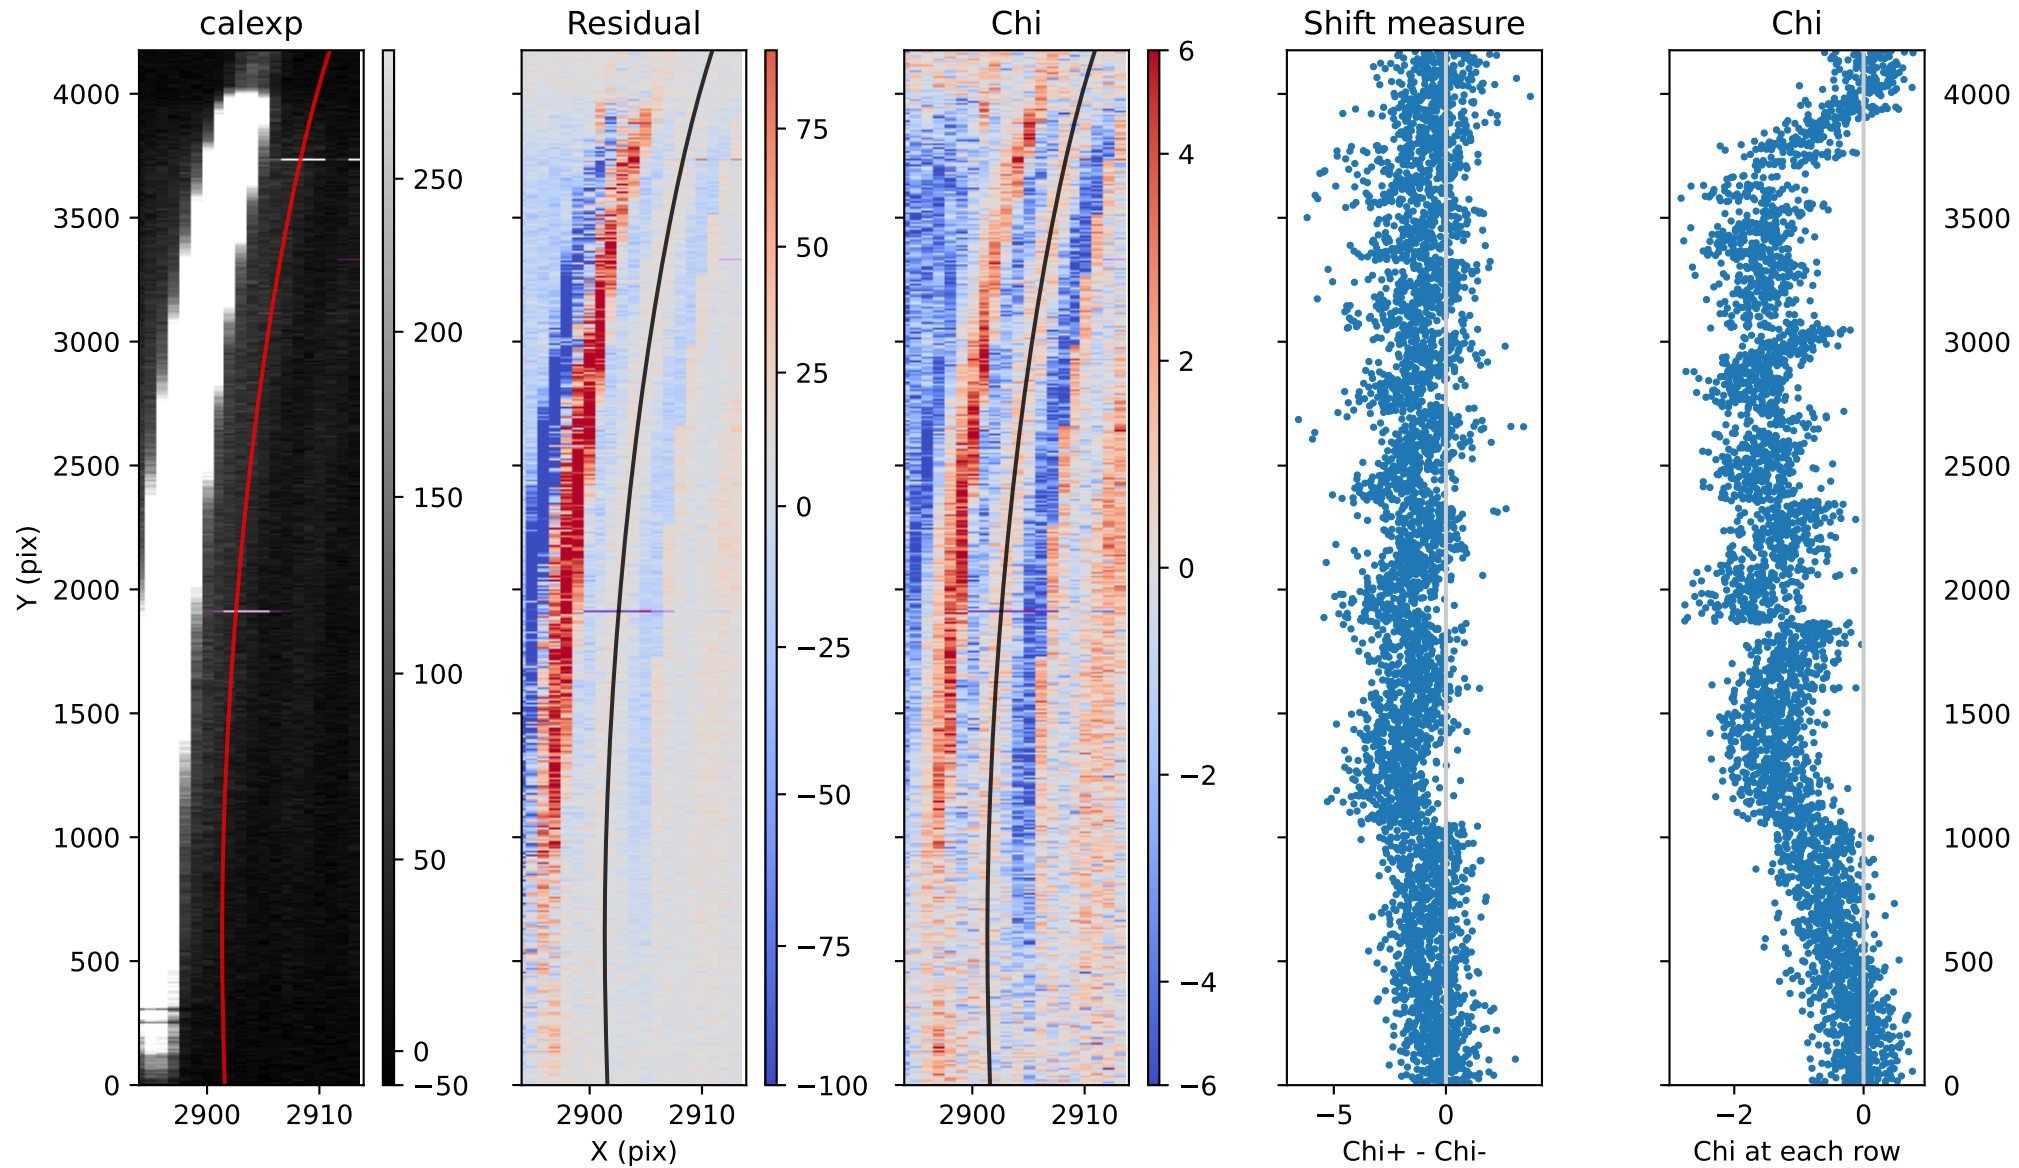 calexp Residual Chi Shift measure Chi
4000 3500 3000 2500 2000 1500 1000 500 0
Y (pix)
2900 2910
250 200 150 100 50 0 −50
2900 2910
X (pix)
75 50 25 0 −25 −50 −75 −100
2900 2910
6 4 2 0 −2 −4 −6
−5 0
Chi+ - Chi-
−2 0
Chi at each row
4000 3500 3000 2500 2000 1500 1000 500 0